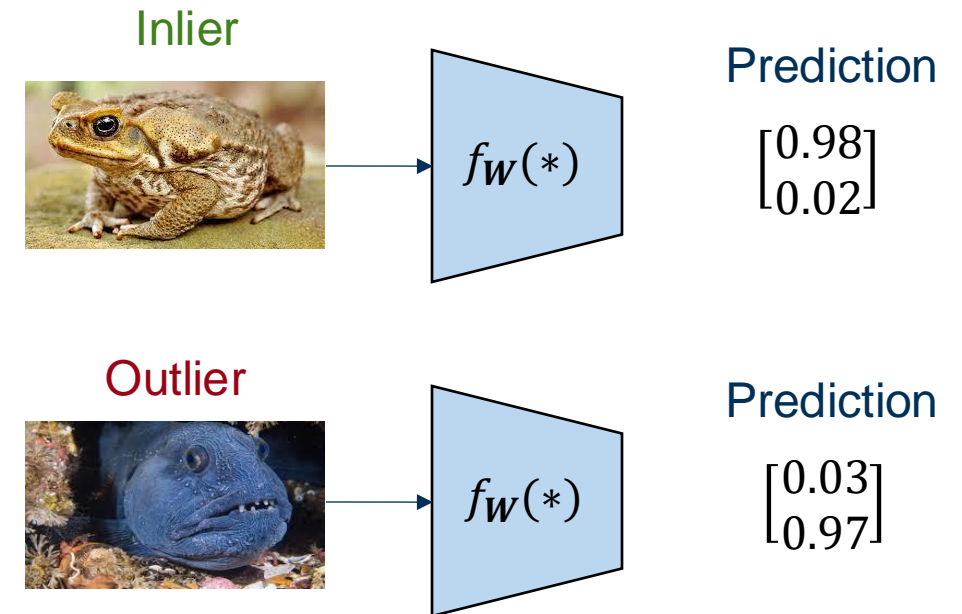 Inlier
Prediction
f_W(*)
[0.98
0.02]
Outlier
Prediction
f_W(*)
[0.03
0.97]